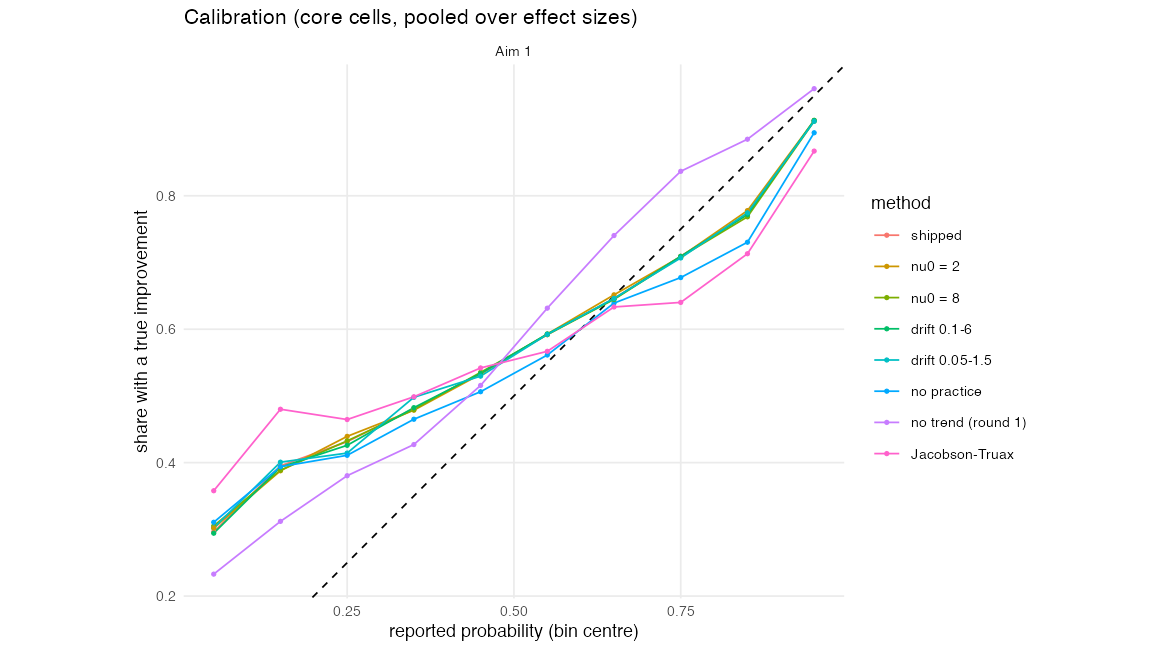 Calibration (core cells, pooled over effect sizes)
Aim 1
share with a true improvement
0.8
0.6
0.4
0.2
0.25
0.50
0.75
reported probability (bin centre)
method
shipped
nu0 = 2
nu0 = 8
drift 0.1-6
drift 0.05-1.5
no practice
no trend (round 1)
Jacobson-Truax